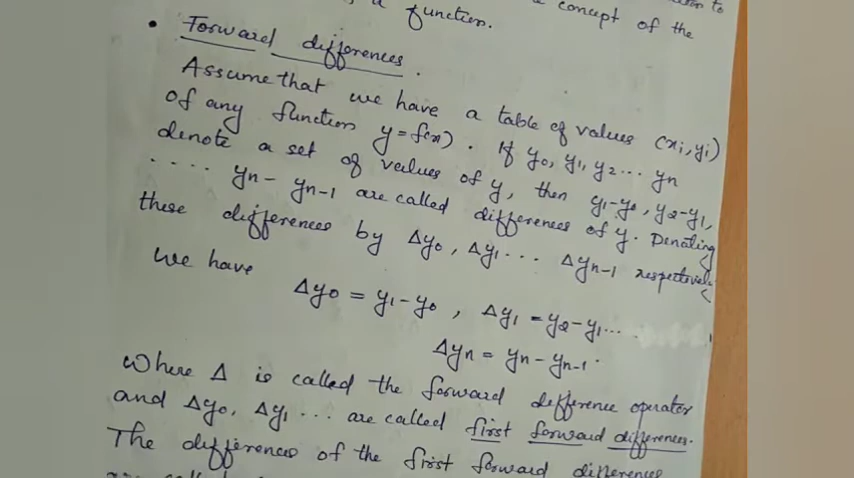 a concept of the
function.
• Forward differences.
Assume that we have a table of values (xi, yi)
of any function y = f(x). If y0, y1, y2 ... yn
denote a set of values of y, then y1-y0, y2-y1,
.... yn - yn-1 are called differences of y. Denoting
these differences by Δy0, Δy1 ... Δyn-1 respectively
we have
Δy0 = y1-y0, Δy1 = y2-y1...
Δyn = yn - yn-1.
Where Δ is called the forward difference operator
and Δy0, Δy1 ... are called first forward differences.
The differences of the first forward differences